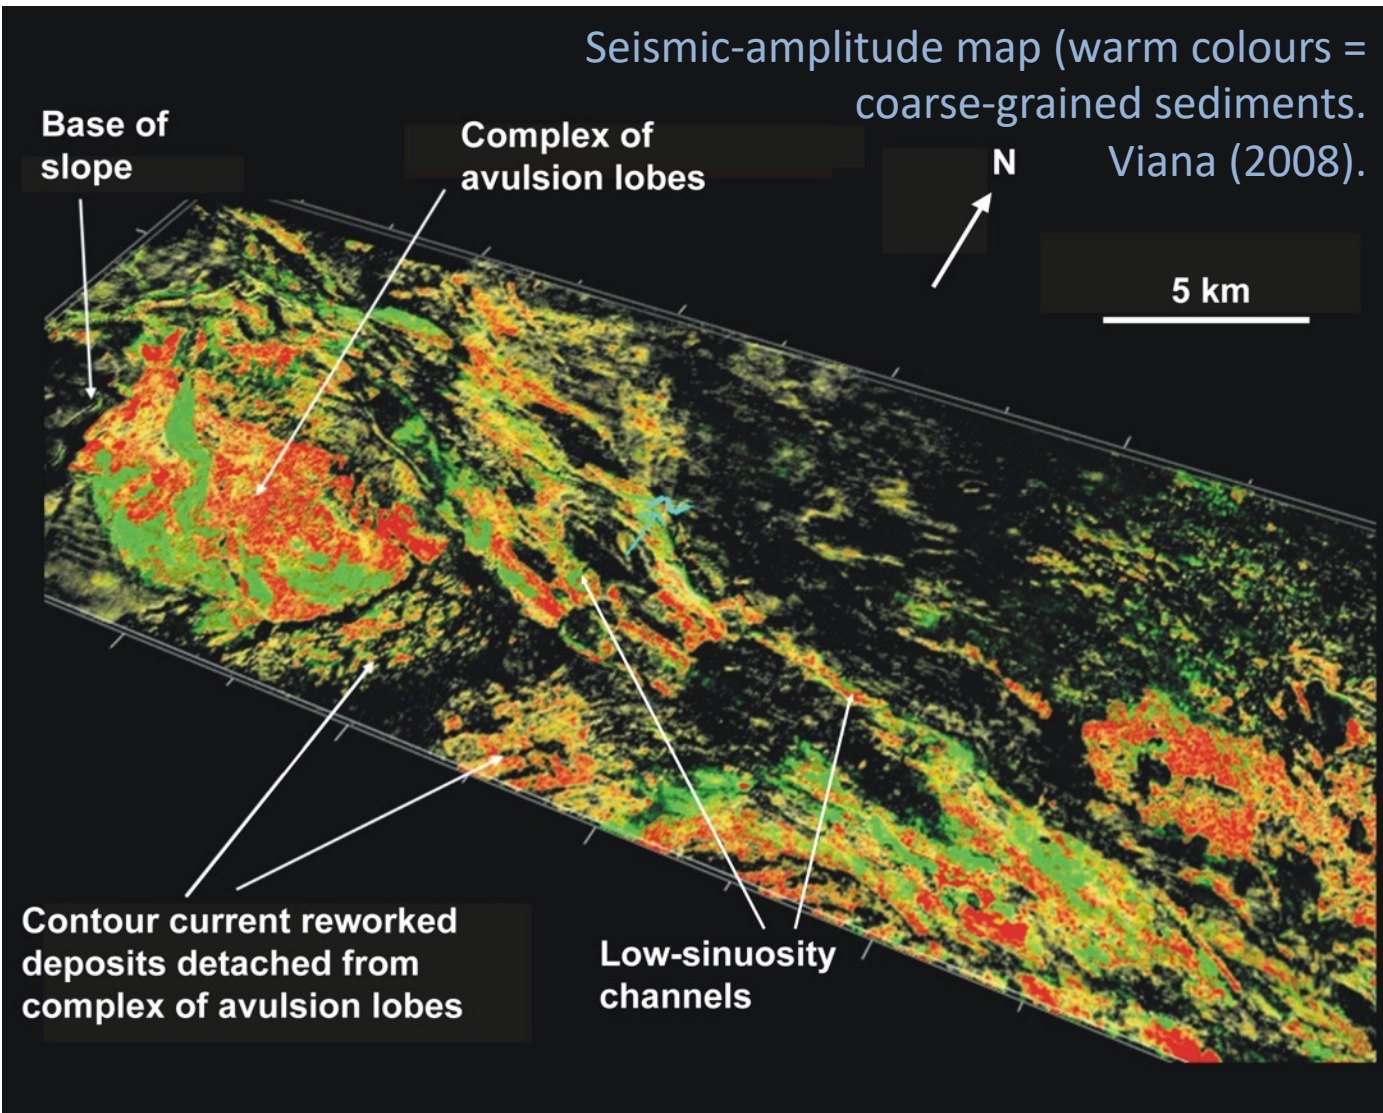 Seismic-amplitude map (warm colours =
coarse-grained sediments.
Viana (2008).
Base of
slope
Complex of
avulsion lobes
N
5 km
Contour current reworked
deposits detached from
complex of avulsion lobes
Low-sinuosity
channels